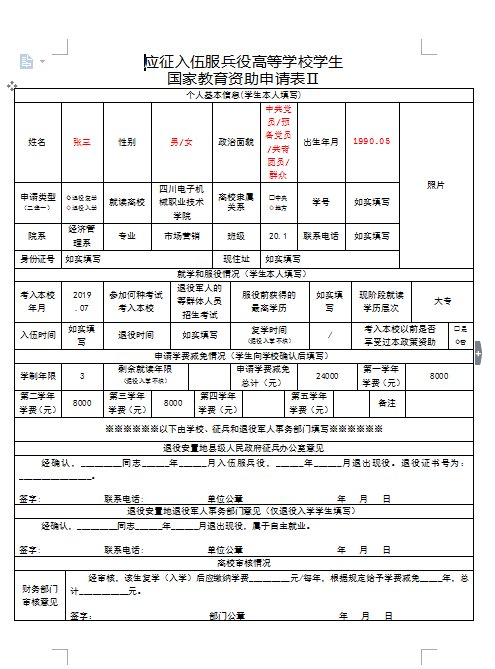 应征入伍服兵役高等学校学生
国家教育资助申请表Ⅱ
个人基本信息(学生本人填写)
姓名 张三 性别 男/女 政治面貌 中共党员/预备党员/共青团员/群众 出生年月 1990.05 照片
申请类型（二选一） ◇退役复学 ◇退役入学 就读高校 四川电子机械职业技术学院 高校隶属关系 □中央 ◇地方 学号 如实填写
院系 经济管理系 专业 市场营销 班级 20.1 联系电话 如实填写
身份证号 如实填写 现住址 如实填写
就学和服役情况（学生本人填写）
考入本校年月 2019.07 参加何种考试考入本校 退役军人的等群体人员招生考试 服役前获得的最高学历 如实填写 现阶段就读学历层次 大专
入伍时间 如实填写 退役时间 如实填写 复学时间（退役入学不填） / 考入本校以前是否享受过本政策资助 □是 ◇否
申请学费减免情况（学生向学校确认后填写）
学制年限 3 剩余就读年限（退役入学不填） 申请学费减免总计（元） 24000 第一学年学费（元） 8000
第二学年学费（元） 8000 第三学年学费（元） 8000 第四学年学费（元） 第五学年学费（元） 备注
※※※※※※以下由学校、征兵和退役军人事务部门填写※※※※※※
退役安置地县级人民政府征兵办公室意见
经确认，________同志_____年_____月入伍服兵役，_____年_____月退出现役。退役证书号为：
______________。
签字: 联系电话: 单位公章 年 月 日
退役安置地退役军人事务部门意见（仅退役入学学生填写）
经确认，________同志_____年_____月退出现役，属于自主就业。
签字: 联系电话: 单位公章 年 月 日
高校审核情况
财务部门审核意见 经审核，该生复学（入学）后应缴纳学费________元/每年，根据规定给予学费减免____年，总
计__________元。
签字: 部门公章 年 月 日